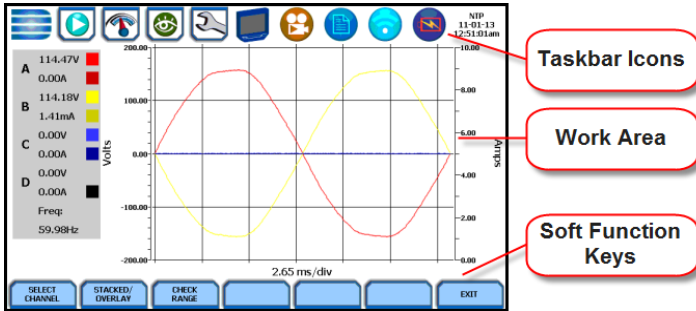 NTP
11-01-13
12:51:01am
A 114.47V
0.00A
B 114.18V
1.41mA
C 0.00V
0.00A
D 0.00V
0.00A
Freq:
59.98Hz
200.00
100.00
0.00
-100.00
-200.00
Volts
10.00
8.00
6.00
4.00
2.00
0.00
Amps
2.65 ms/div
SELECT CHANNEL
STACKED/ OVERLAY
CHECK RANGE
EXIT
Taskbar Icons
Work Area
Soft Function
Keys